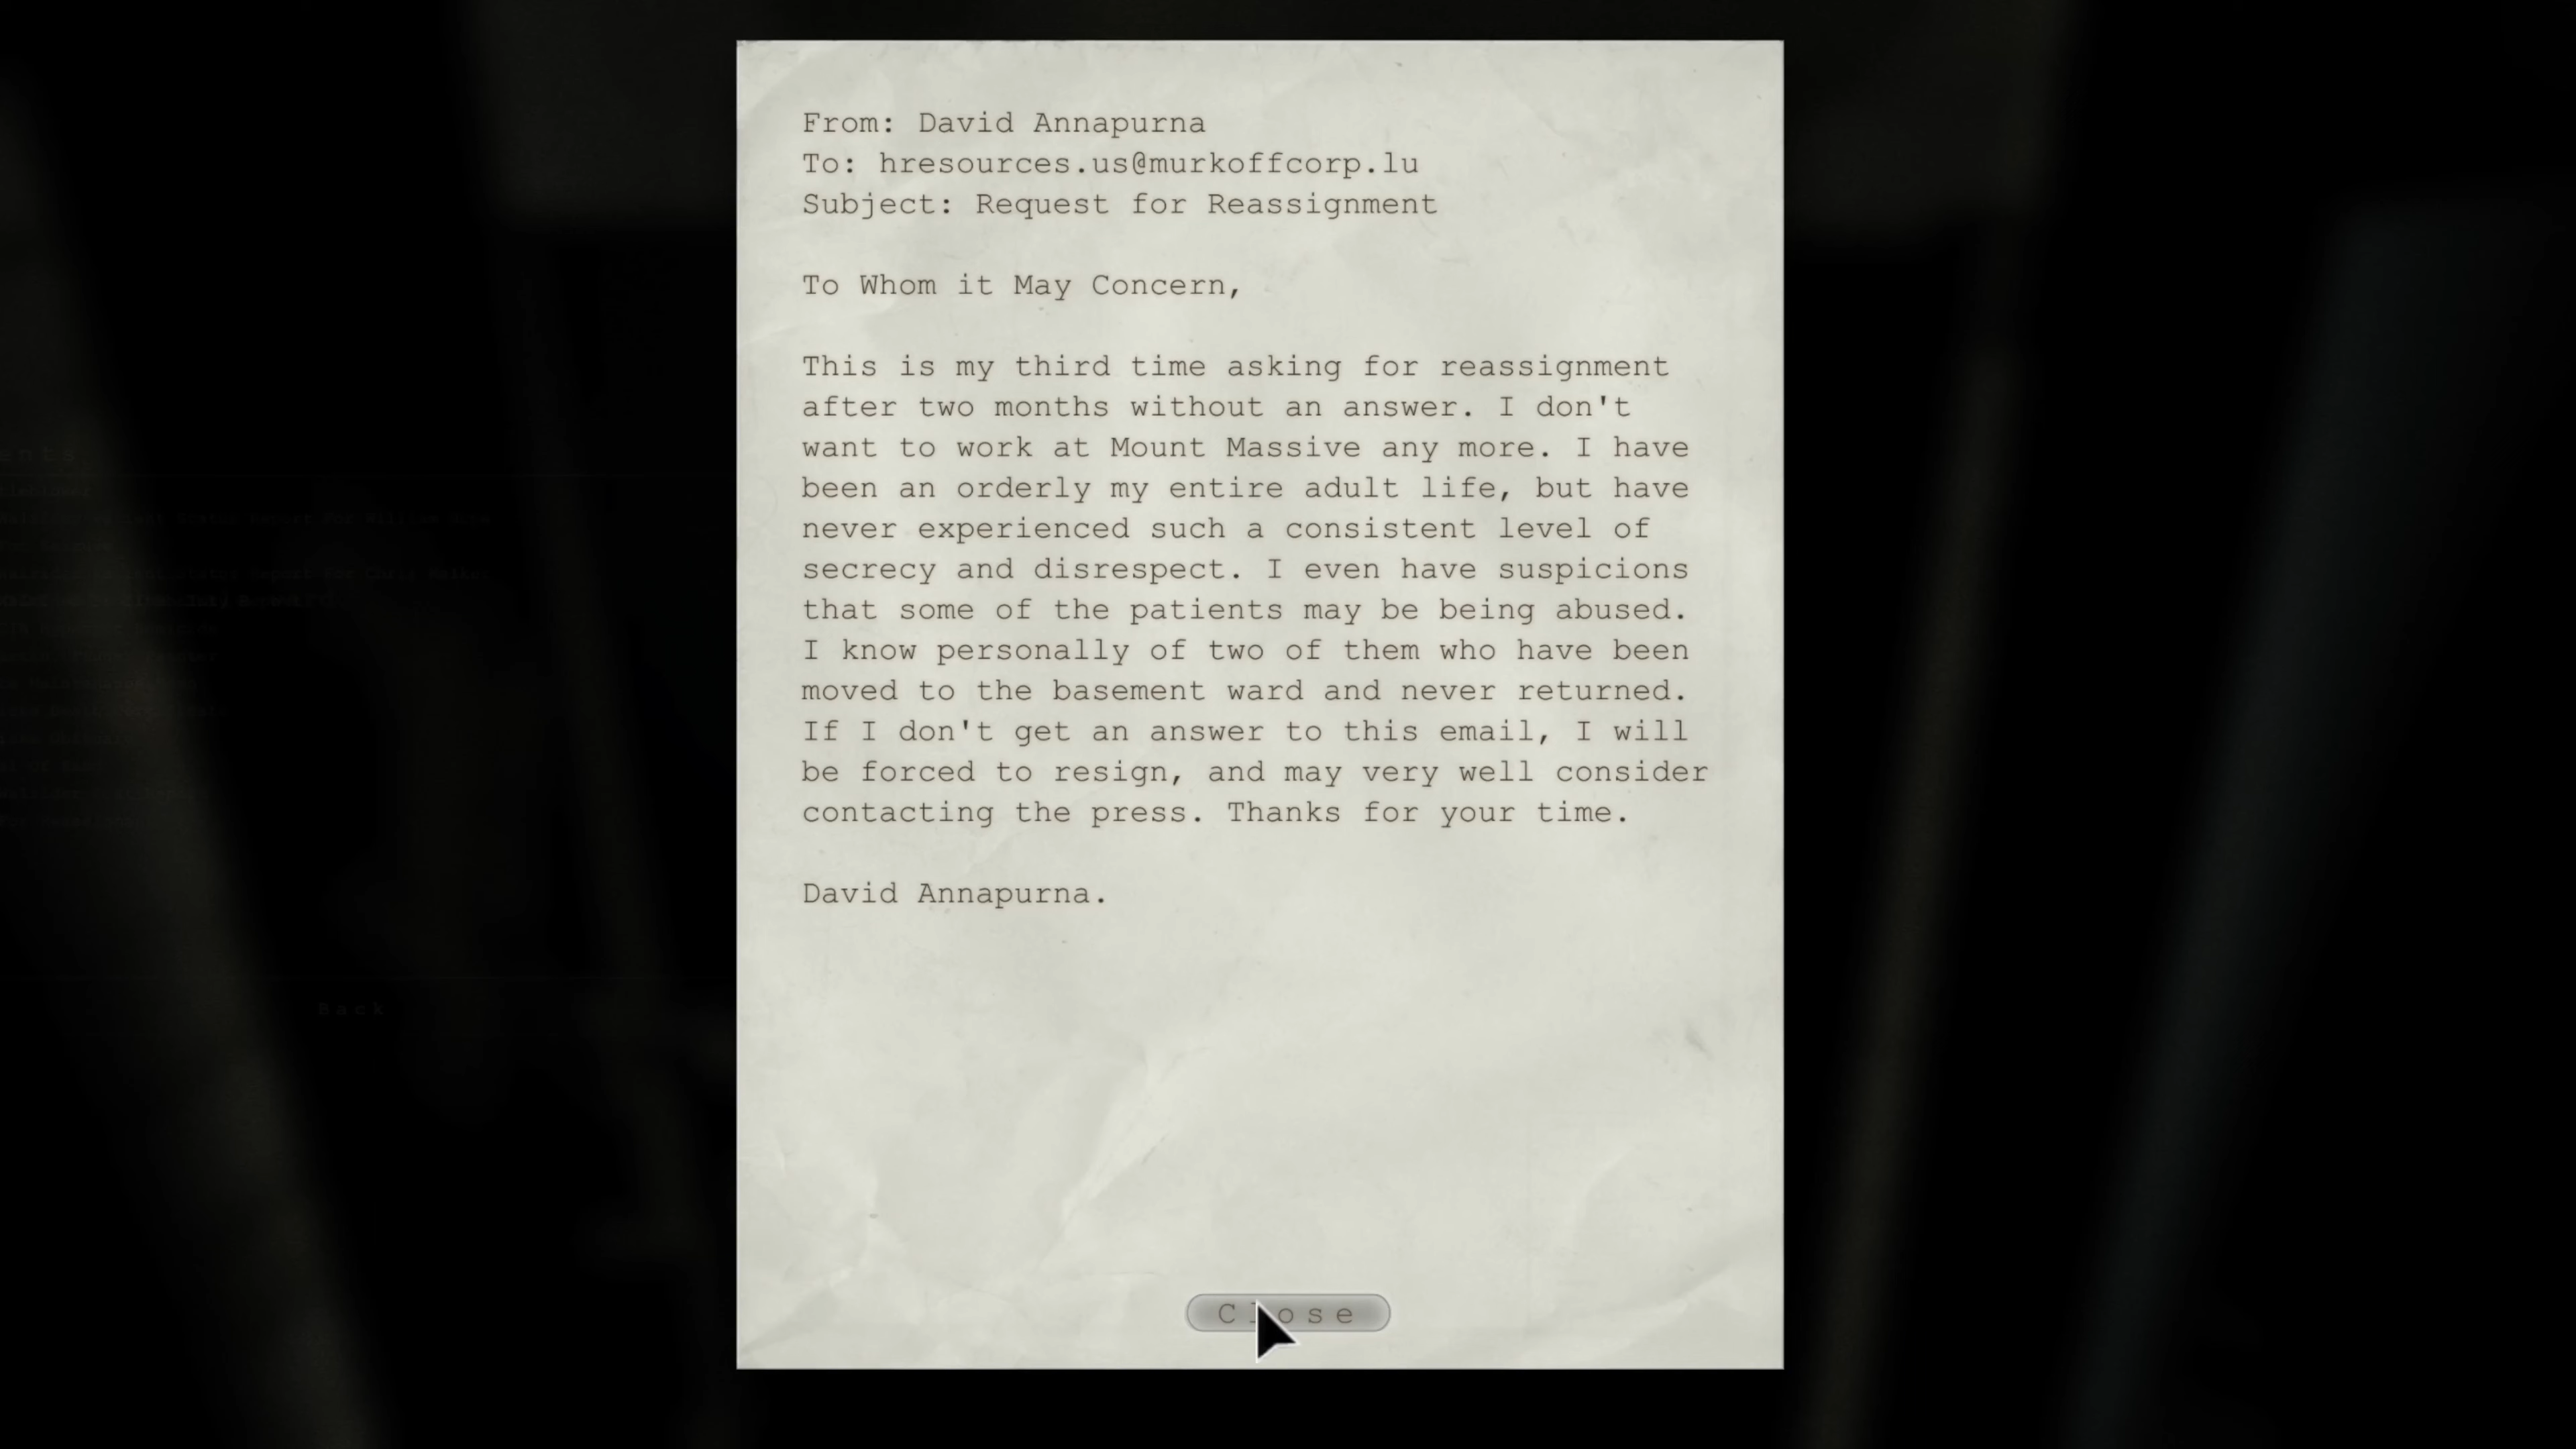 From: David Annapurna
To: hresources.us@murkoffcorp.lu
Subject: Request for Reassignment
To Whom it May Concern,
This is my third time asking for reassignment
after two months without an answer. I don't
want to work at Mount Massive any more. I have
been an orderly my entire adult life, but have
never experienced such a consistent level of
secrecy and disrespect. I even have suspicions
that some of the patients may be being abused.
I know personally of two of them who have been
moved to the basement ward and never returned.
If I don't get an answer to this email, I will
be forced to resign, and may very well consider
contacting the press. Thanks for your time.
David Annapurna.
Back
Close